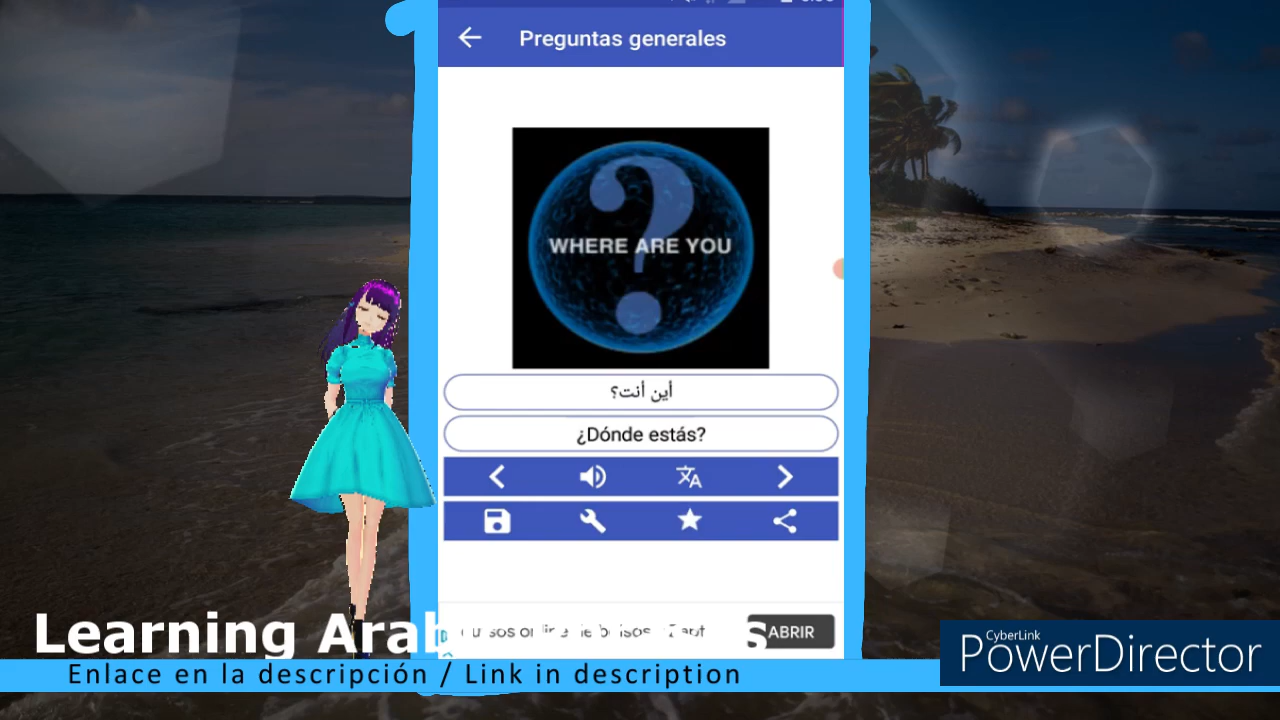 Preguntas generales
WHERE ARE YOU
?
أين أنت؟
¿Dónde estás?
ABRIR
Learning Arab
Enlace en la descripción / Link in description
CyberLink
PowerDirector